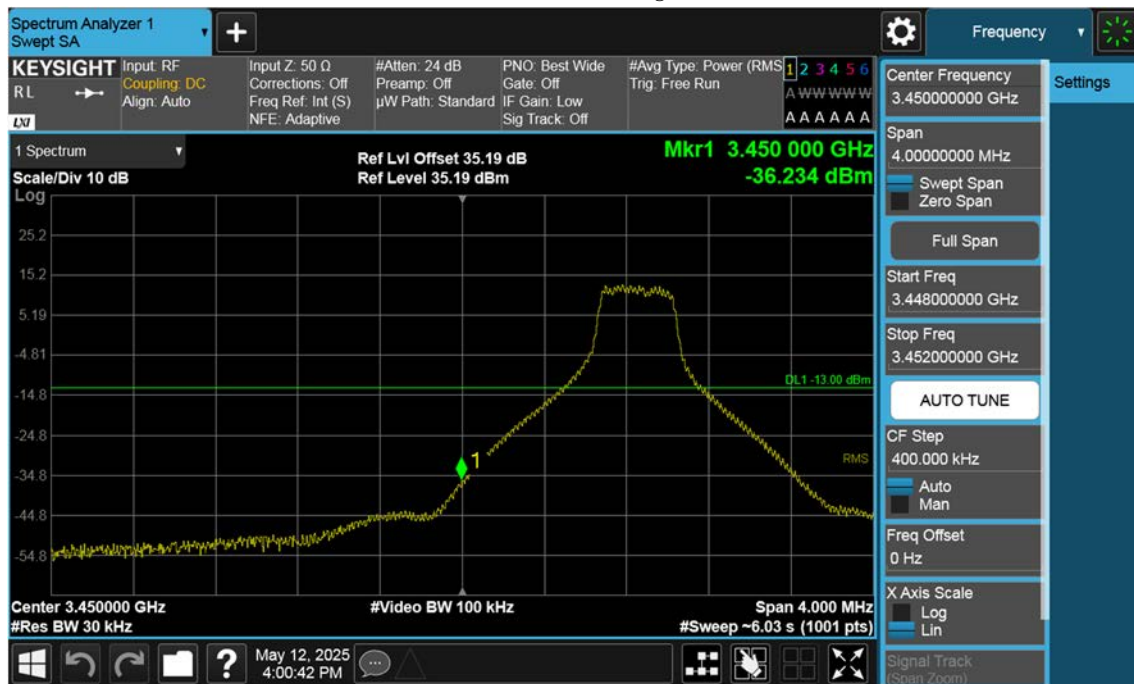 Spectrum Analyzer 1
Swept SA
+
Frequency
KEYSIGHT
RL
LXI
Input: RF
Coupling: DC
Align: Auto
Input Z: 50 Ω
Corrections: Off
Freq Ref: Int (S)
NFE: Adaptive
#Atten: 24 dB
Preamp: Off
µW Path: Standard
PNO: Best Wide
Gate: Off
IF Gain: Low
Sig Track: Off
#Avg Type: Power (RMS
Trig: Free Run
1 2 3 4 5 6
A W W W W W
A A A A A A
Center Frequency
3.450000000 GHz
Settings
Span
4.00000000 MHz
Swept Span
Zero Span
Full Span
Start Freq
3.448000000 GHz
Stop Freq
3.452000000 GHz
AUTO TUNE
CF Step
400.000 kHz
Auto
Man
Freq Offset
0 Hz
X Axis Scale
Log
Lin
Signal Track
(Span Zoom)
1 Spectrum
Scale/Div 10 dB
Ref Lvl Offset 35.19 dB
Ref Level 35.19 dBm
Mkr1 3.450 000 GHz
-36.234 dBm
Log
25.2
15.2
5.19
-4.81
DL1 -13.00 dBm
-14.8
-24.8
1
RMS
-34.8
-44.8
-54.8
Center 3.450000 GHz
#Video BW 100 kHz
Span 4.000 MHz
#Res BW 30 kHz
#Sweep ~6.03 s (1001 pts)
?
May 12, 2025
4:00:42 PM